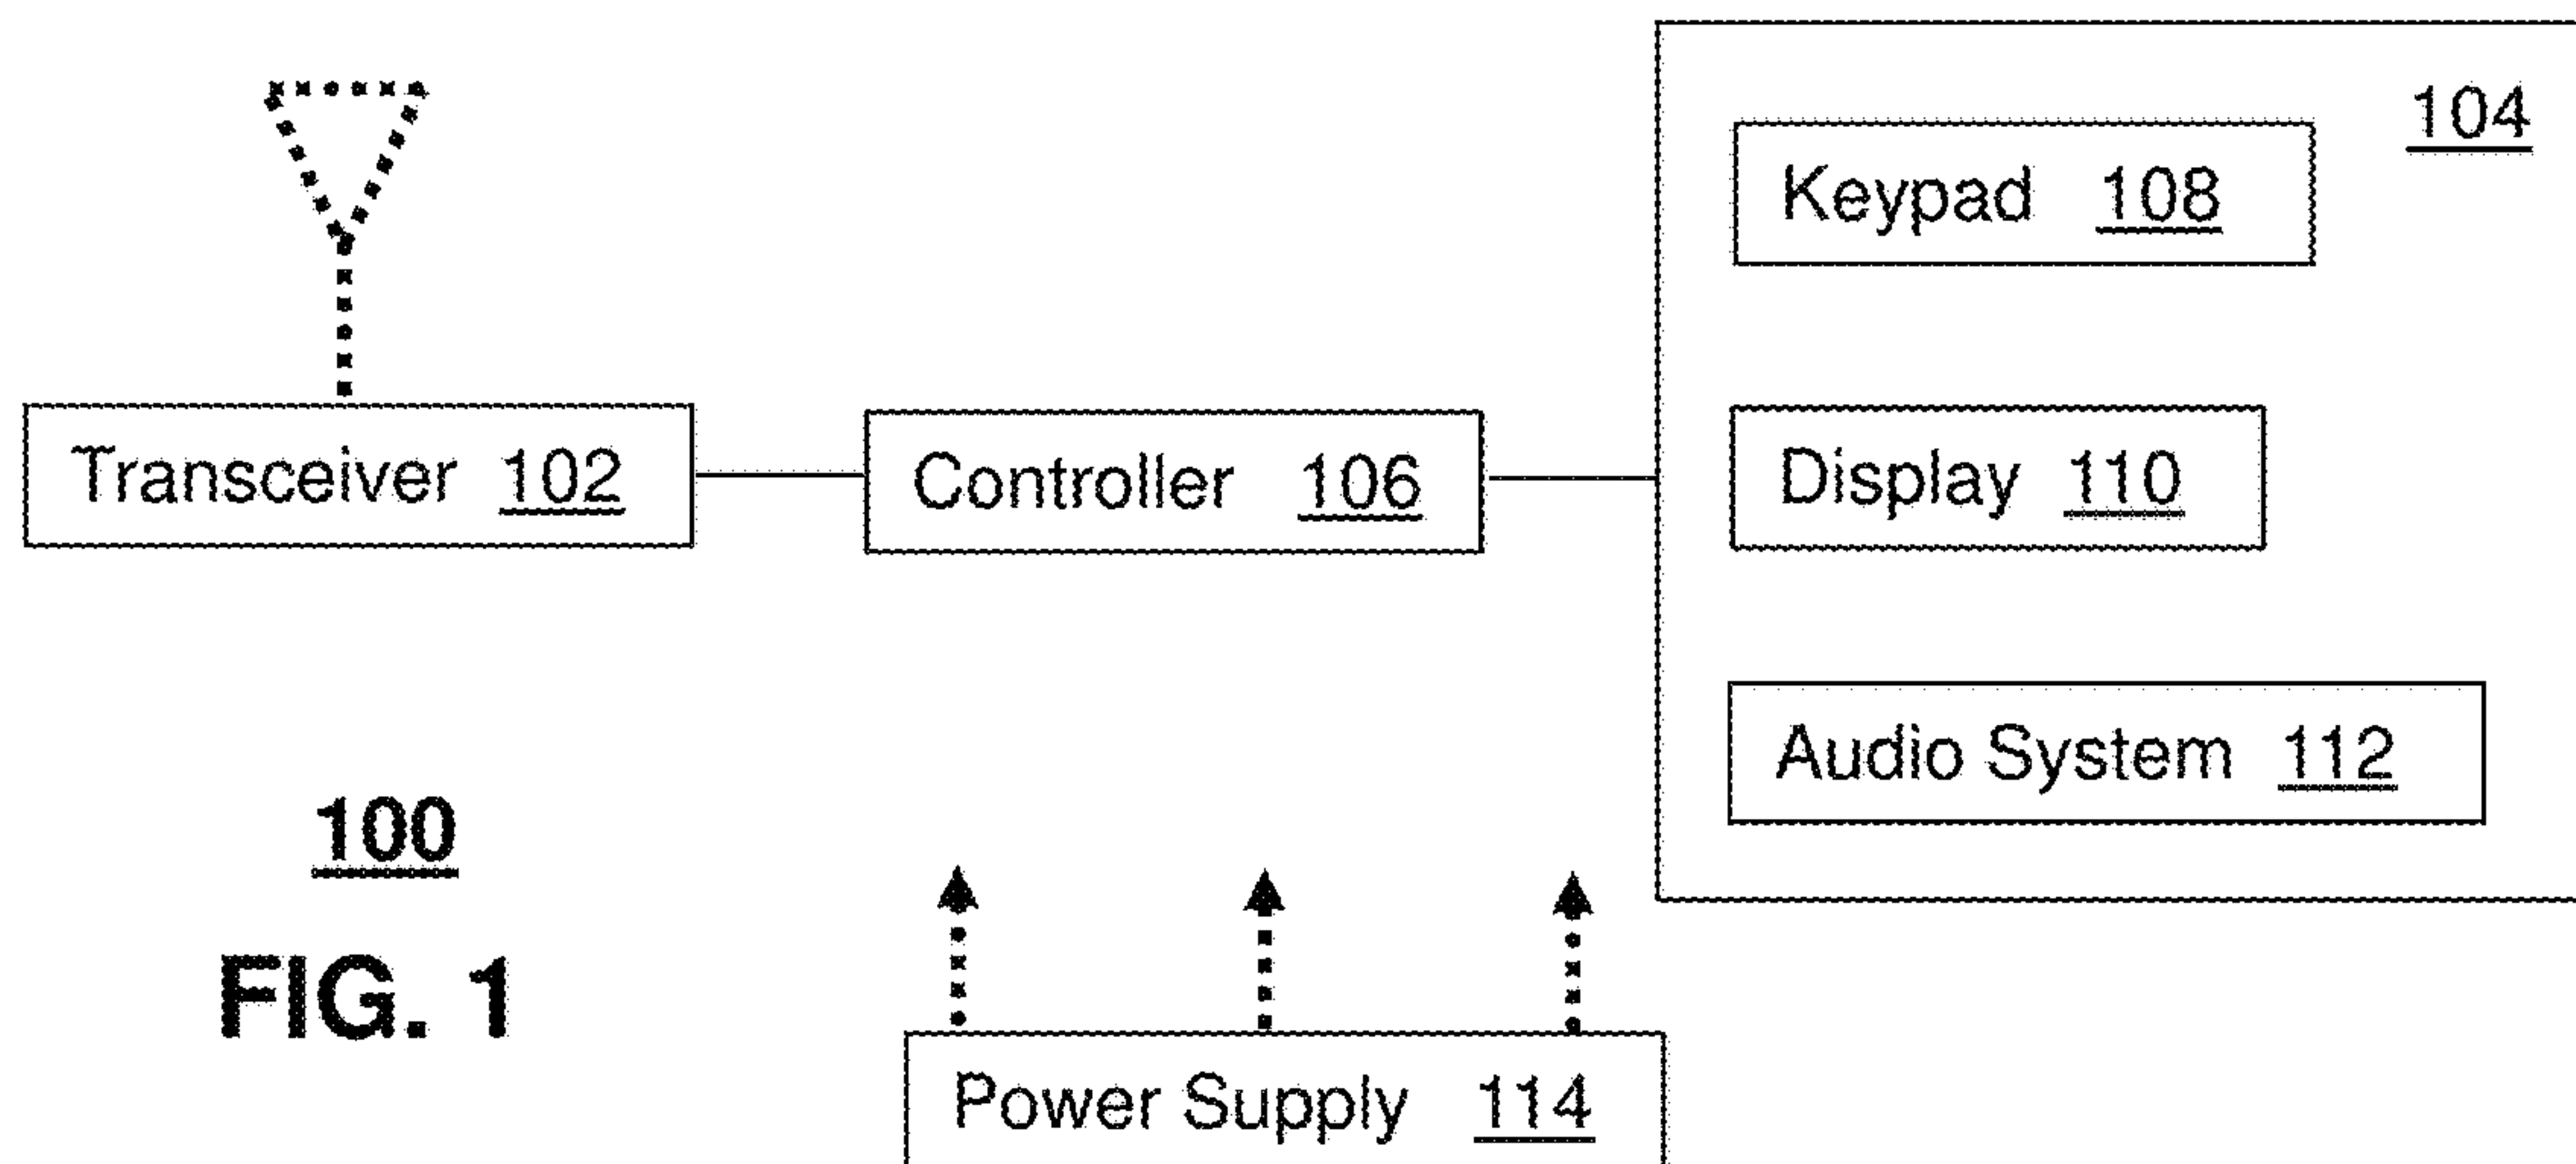 104
Keypad 108
Transceiver 102
Controller 106
Display 110
Audio System 112
100
FIG. 1
Power Supply 114